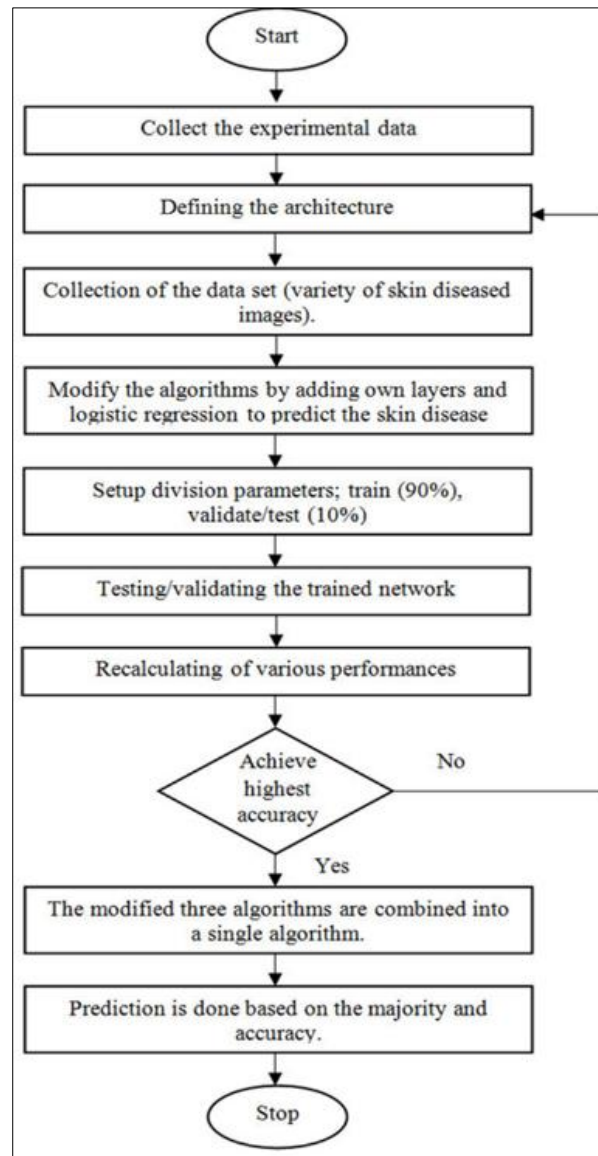 Start
Collect the experimental data
Defining the architecture
Collection of the data set (variety of skin diseased
images).
Modify the algorithms by adding own layers and
logistic regression to predict the skin disease
Setup division parameters; train (90%),
validate/test (10%)
Testing/validating the trained network
Recalculating of various performances
Achieve
highest
accuracy
No
Yes
The modified three algorithms are combined into
a single algorithm.
Prediction is done based on the majority and
accuracy.
Stop